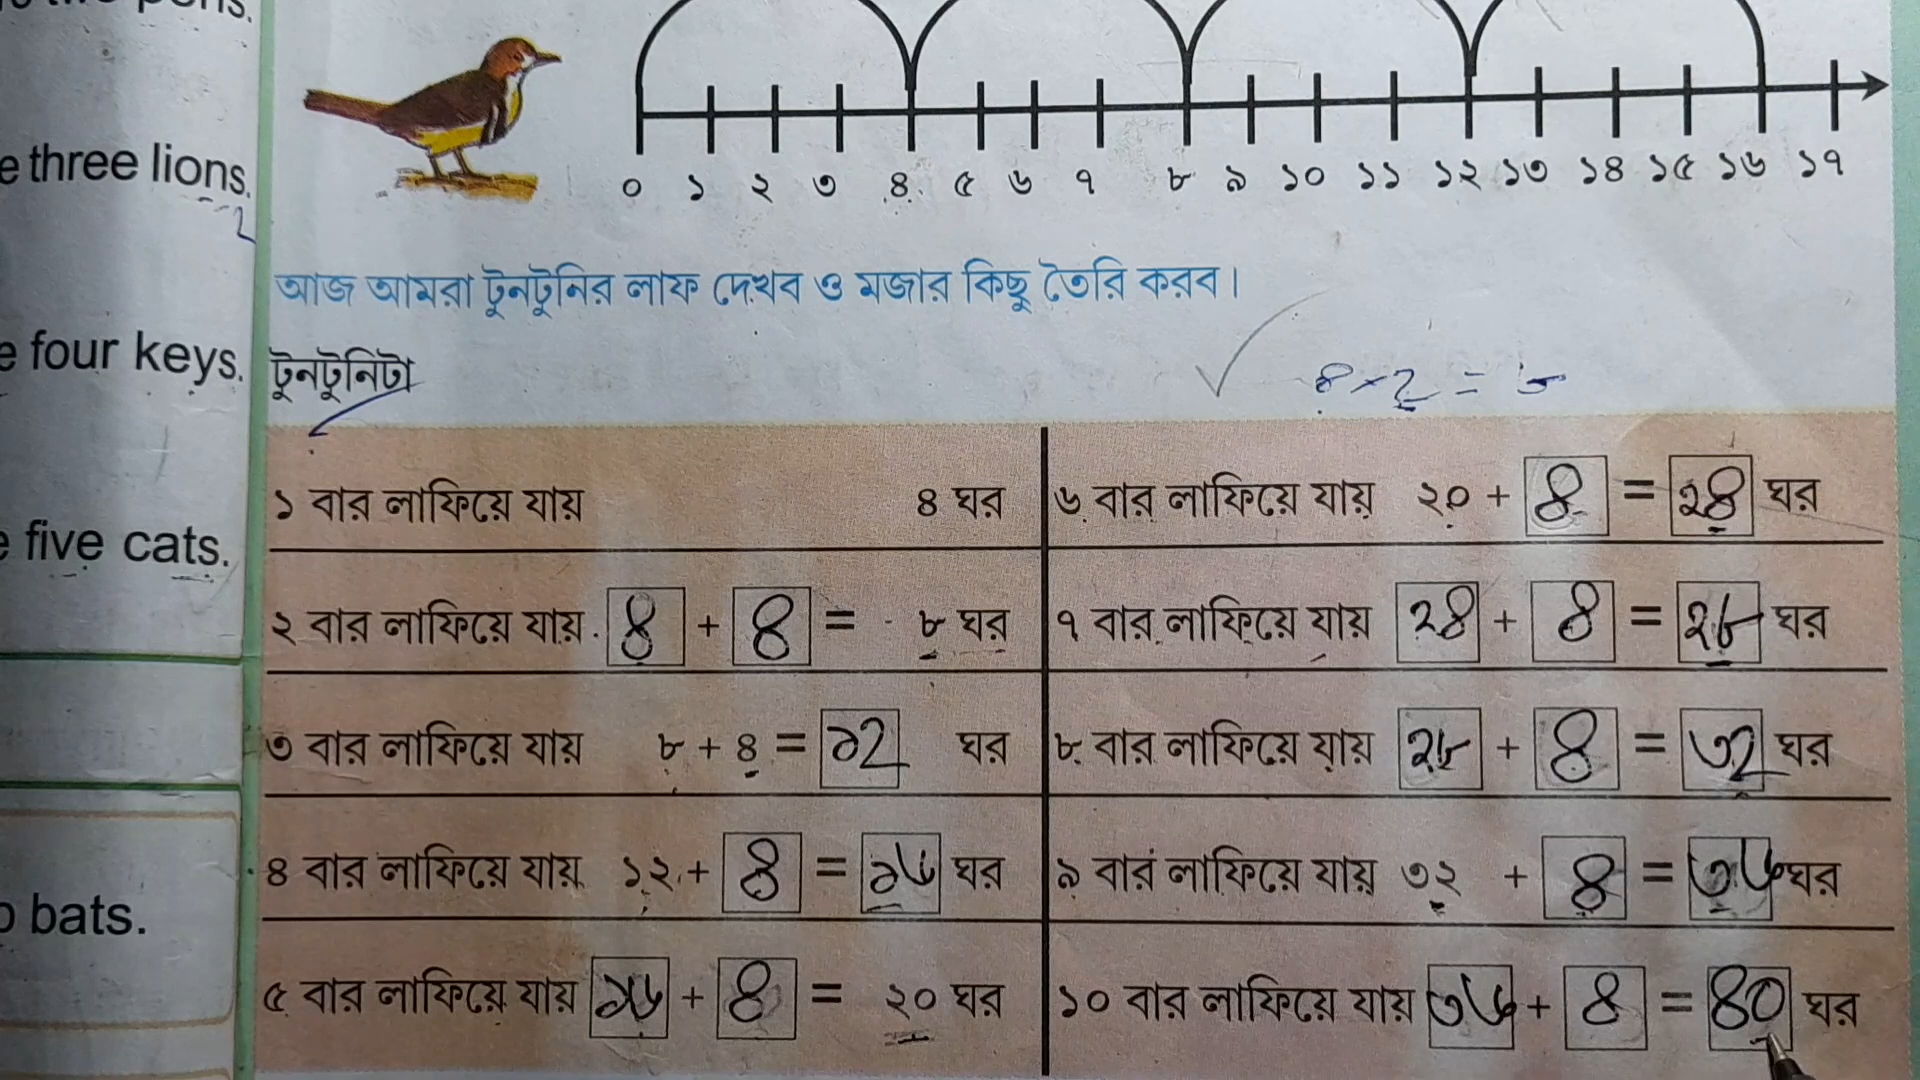 three lions.
2
four keys.
five cats.
bats.
০ ১ ২ ৩ ৪ ৫ ৬ ৭ ৮ ৯ ১০ ১১ ১২ ১৩ ১৪ ১৫ ১৬ ১৭
আজ আমরা টুনটুনির লাফ দেখব ও মজার কিছু তৈরি করব।
টুনটুনিটা
৪ × ২ = ৮
১ বার লাফিয়ে যায় ৪ ঘর
২ বার লাফিয়ে যায় ৪ + ৪ = ৮ ঘর
৩ বার লাফিয়ে যায় ৮ + ৪ = ১২ ঘর
৪ বার লাফিয়ে যায় ১২ + ৪ = ১৬ ঘর
৫ বার লাফিয়ে যায় ১৬ + ৪ = ২০ ঘর
৬ বার লাফিয়ে যায় ২০ + ৪ = ২৪ ঘর
৭ বার লাফিয়ে যায় ২৪ + ৪ = ২৮ ঘর
৮ বার লাফিয়ে যায় ২৮ + ৪ = ৩২ ঘর
৯ বার লাফিয়ে যায় ৩২ + ৪ = ৩৬ ঘর
১০ বার লাফিয়ে যায় ৩৬ + ৪ = ৪০ ঘর